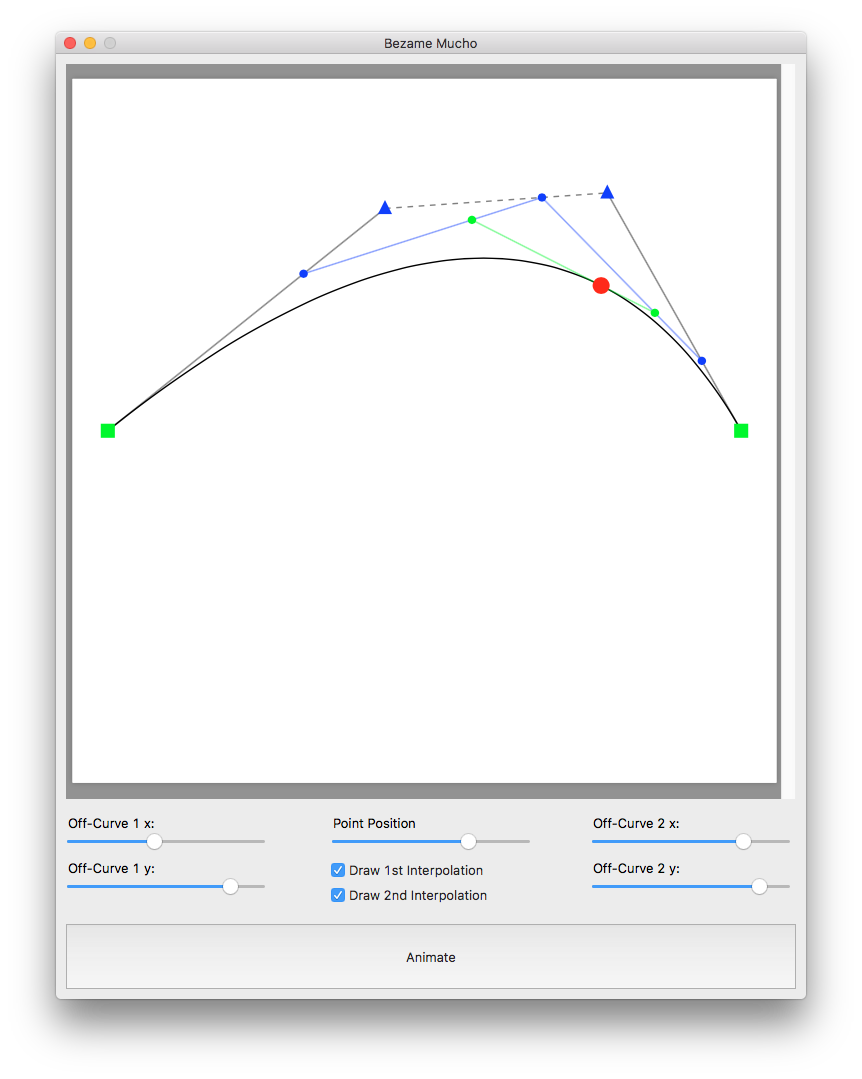 Bezame Mucho
Off-Curve 1 x:
Point Position
Off-Curve 2 x:
Off-Curve 1 y:
Draw 1st Interpolation
Off-Curve 2 y:
Draw 2nd Interpolation
Animate